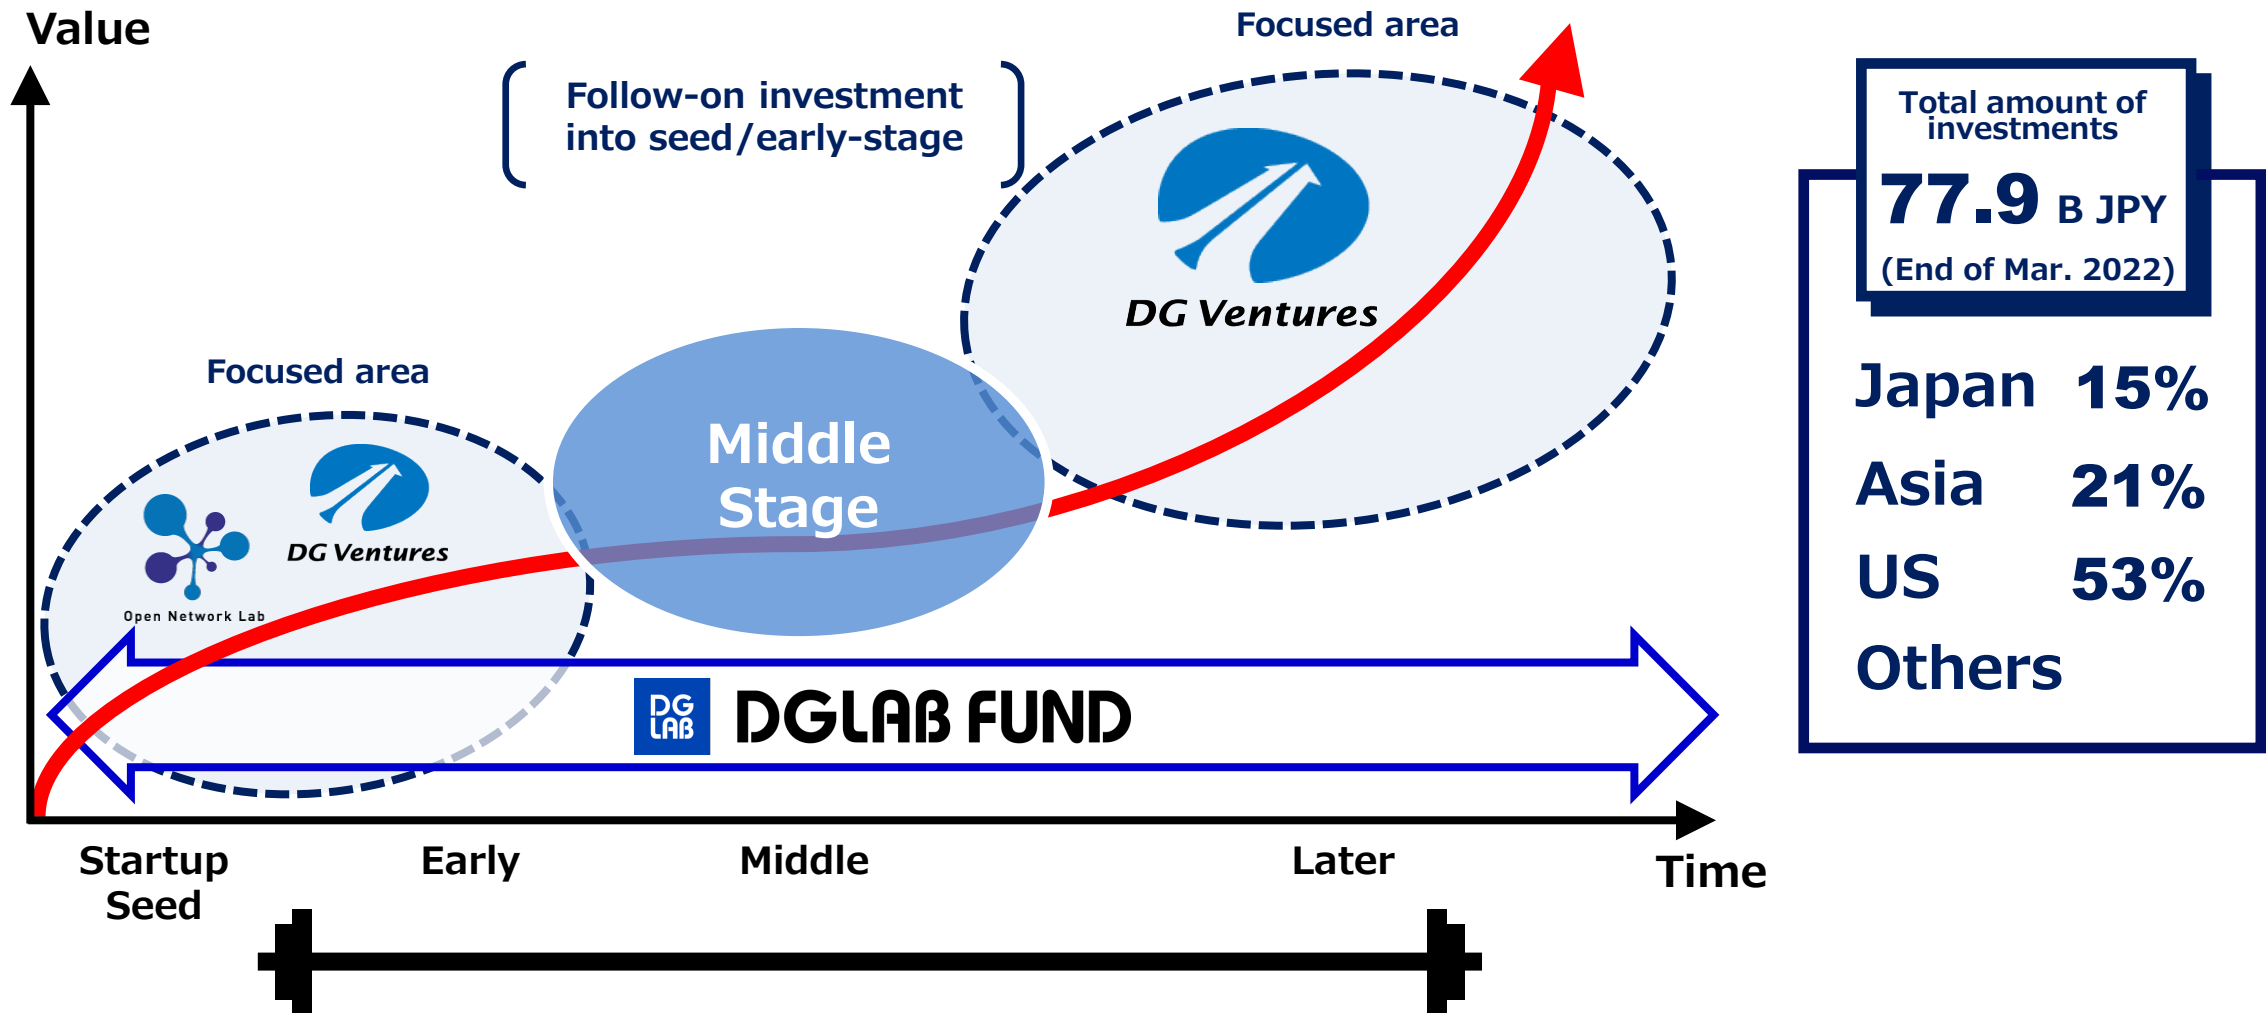 Value
Focused area
Follow-on investment
into seed/early-stage
DG Ventures
Total amount of
investments
77.9 B JPY
(End of Mar. 2022)
Japan 15%
Asia 21%
US 53%
Others
Focused area
Middle
Stage
DG Ventures
Open Network Lab
DG
LAB
DGLAB FUND
Startup
Seed
Early
Middle
Later
Time